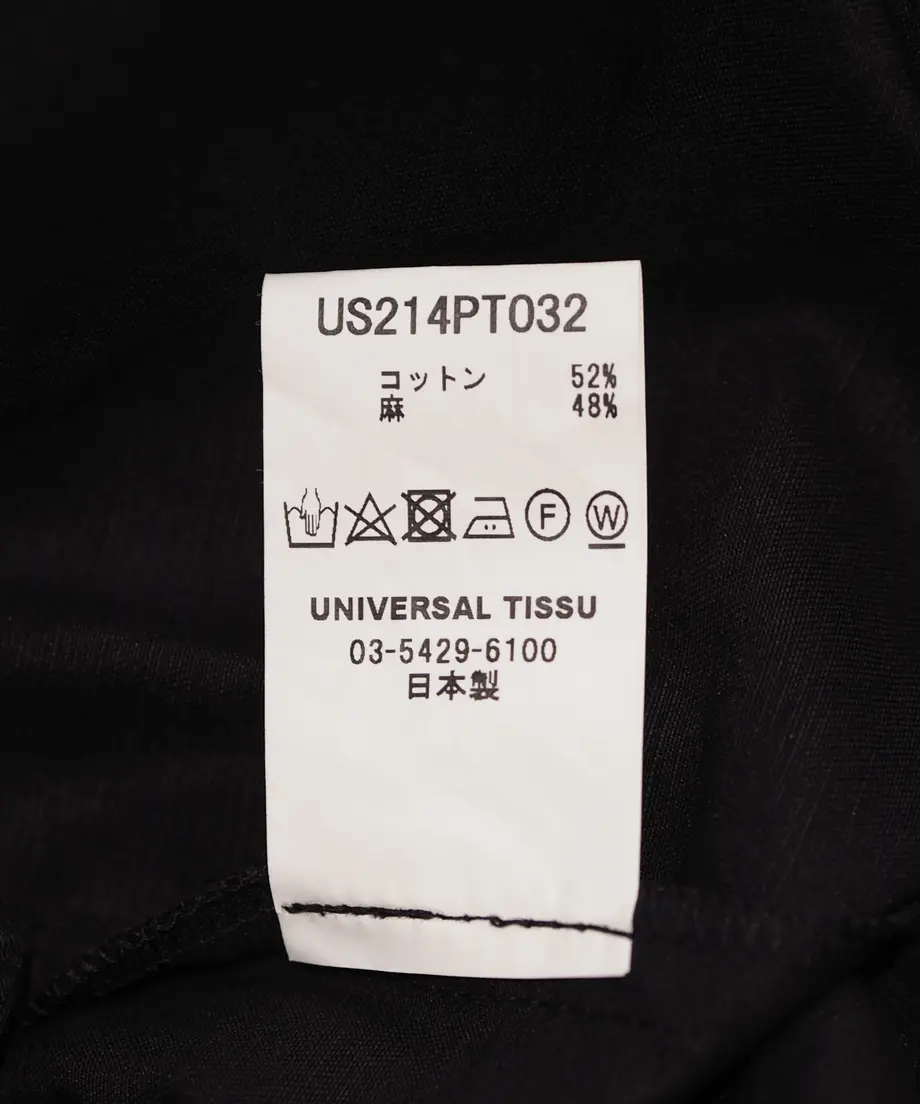 US214PT032
コットン 52%
麻 48%
F W
UNIVERSAL TISSU
03-5429-6100
日本製